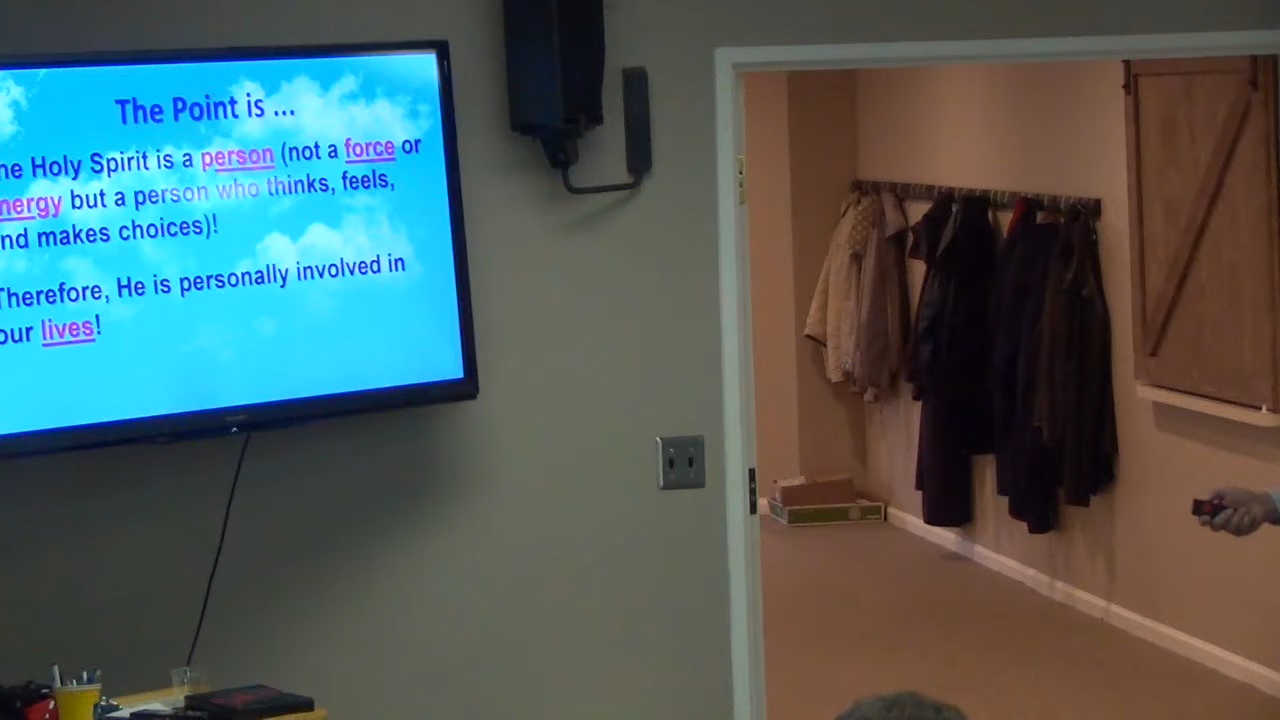 The Point is ...
he Holy Spirit is a person (not a force or
nergy but a person who thinks, feels,
nd makes choices)!
Therefore, He is personally involved in
our lives!